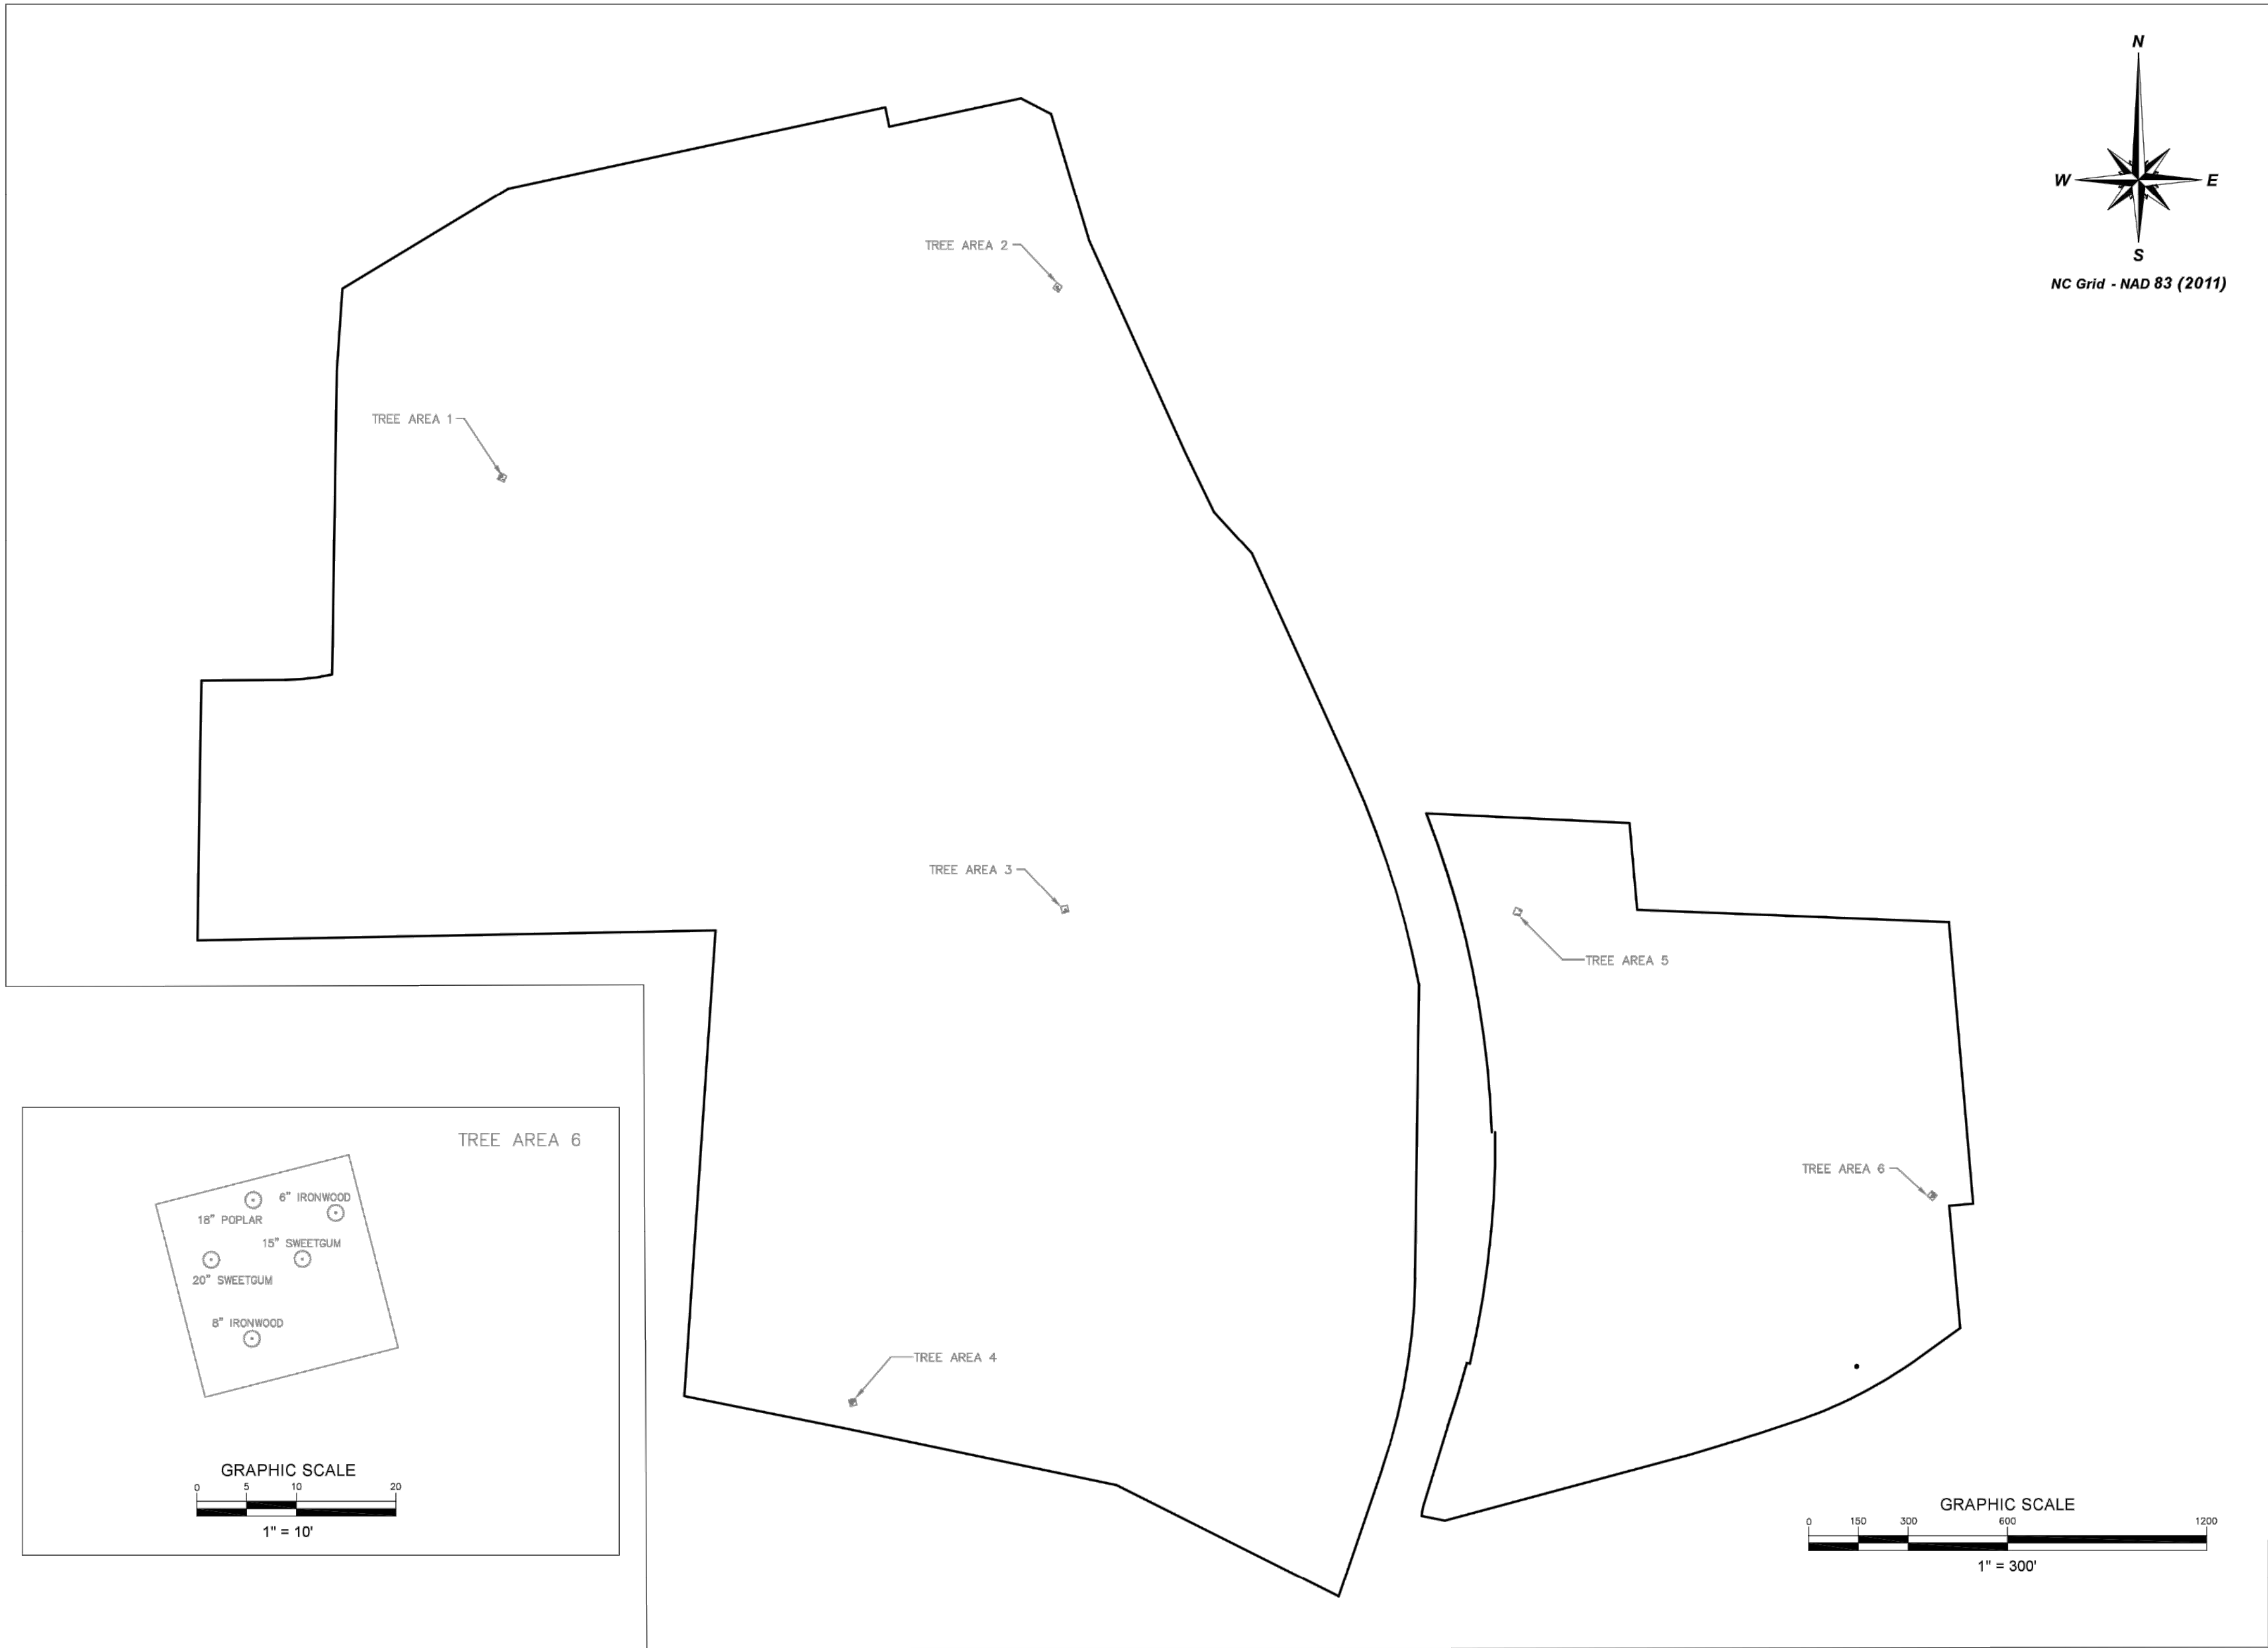 N
W E
S
NC Grid - NAD 83 (2011)
TREE AREA 2
TREE AREA 1
TREE AREA 3
TREE AREA 5
TREE AREA 6
TREE AREA 4
TREE AREA 6
6" IRONWOOD
18" POPLAR
15" SWEETGUM
20" SWEETGUM
8" IRONWOOD
GRAPHIC SCALE
0 5 10 20
1" = 10'
GRAPHIC SCALE
0 150 300 600 1200
1" = 300'